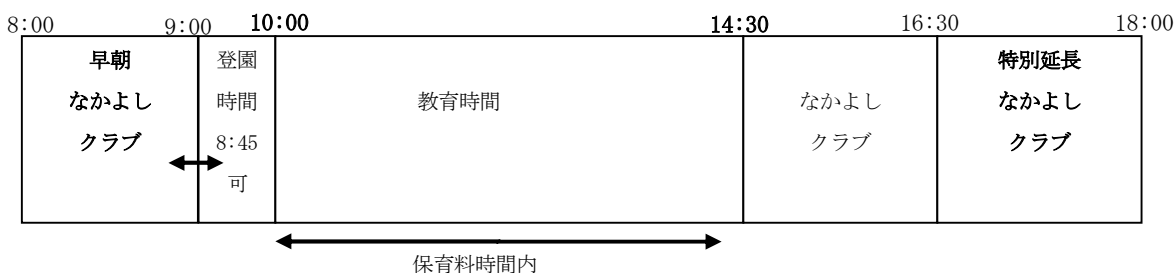 8:00 9:00 10:00 14:30 16:30 18:00
早朝
なかよし
クラブ
登園
時間
8:45
可
教育時間
なかよし
クラブ
特別延長
なかよし
クラブ
保育料時間内